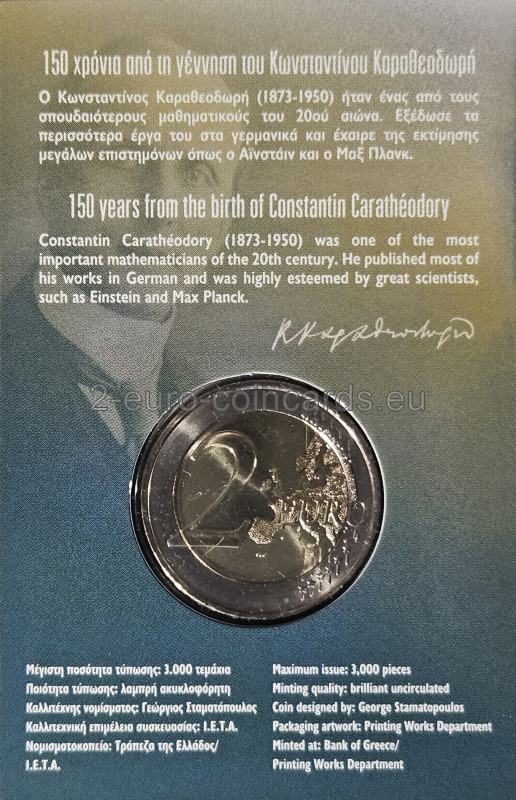 150 χρόνια από τη γέννηση του Κωνσταντίνου Καραθεοδωρή
Ο Κωνσταντίνος Καραθεοδωρή (1873-1950) ήταν ένας από τους
σπουδαιότερους μαθηματικούς του 20ού αιώνα. Εξέδωσε τα
περισσότερα έργα του στα γερμανικά και έχαιρε της εκτίμησης
μεγάλων επιστημόνων όπως ο Αϊνστάιν και ο Μαξ Πλανκ.
150 years from the birth of Constantin Carathéodory
Constantin Carathéodory (1873-1950) was one of the most
important mathematicians of the 20th century. He published most of
his works in German and was highly esteemed by great scientists,
such as Einstein and Max Planck.
2-euro-coincards.eu
2 EURO
Μέγιστη ποσότητα τύπωσης: 3.000 τεμάχια
Ποιότητα τύπωσης: λαμπρή ακυκλοφόρητη
Καλλιτέχνης νομίσματος: Γεώργιος Σταματόπουλος
Καλλιτεχνική επιμέλεια συσκευασίας: Ι.Ε.Τ.Α.
Νομισματοκοπείο: Τράπεζα της Ελλάδος/
Ι.Ε.Τ.Α.
Maximum issue: 3,000 pieces
Minting quality: brilliant uncirculated
Coin designed by: George Stamatopoulos
Packaging artwork: Printing Works Department
Minted at: Bank of Greece/
Printing Works Department